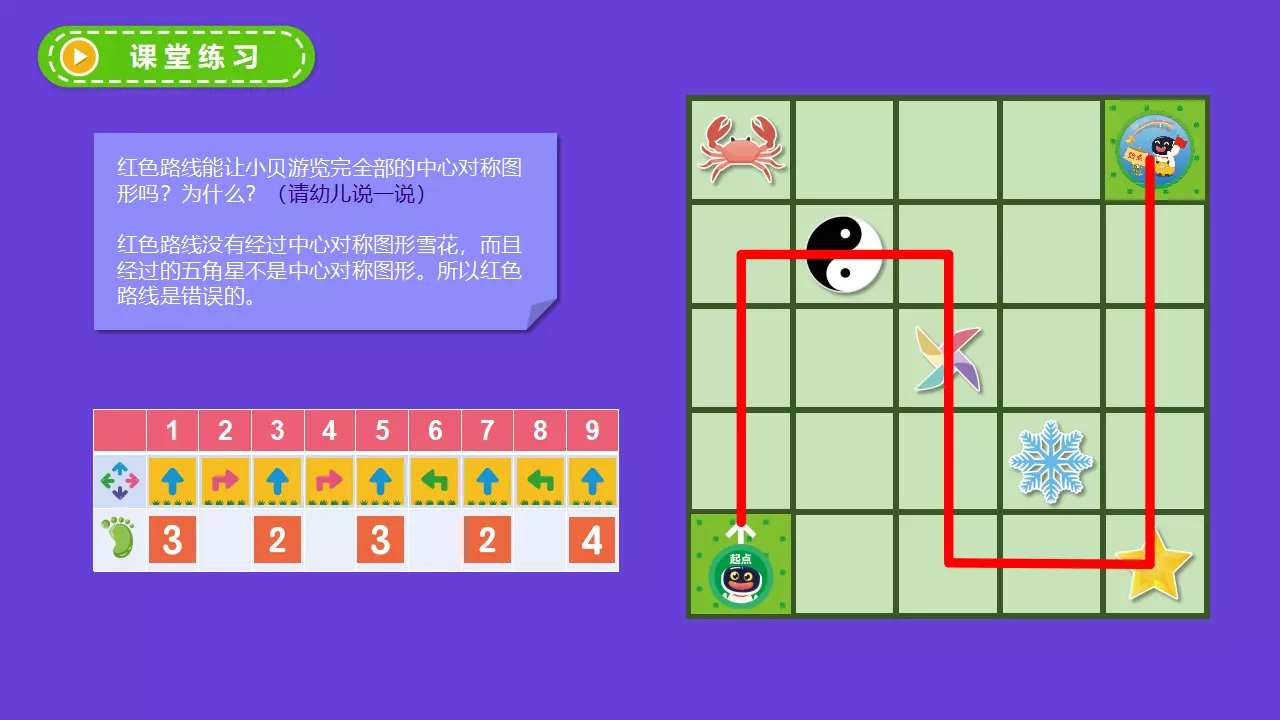 课堂练习
红色路线能让小贝游览完全部的中心对称图
形吗？为什么？（请幼儿说一说）
红色路线没有经过中心对称图形雪花，而且
经过的五角星不是中心对称图形。所以红色
路线是错误的。
1 2 3 4 5 6 7 8 9
3 2 3 2 4
起点